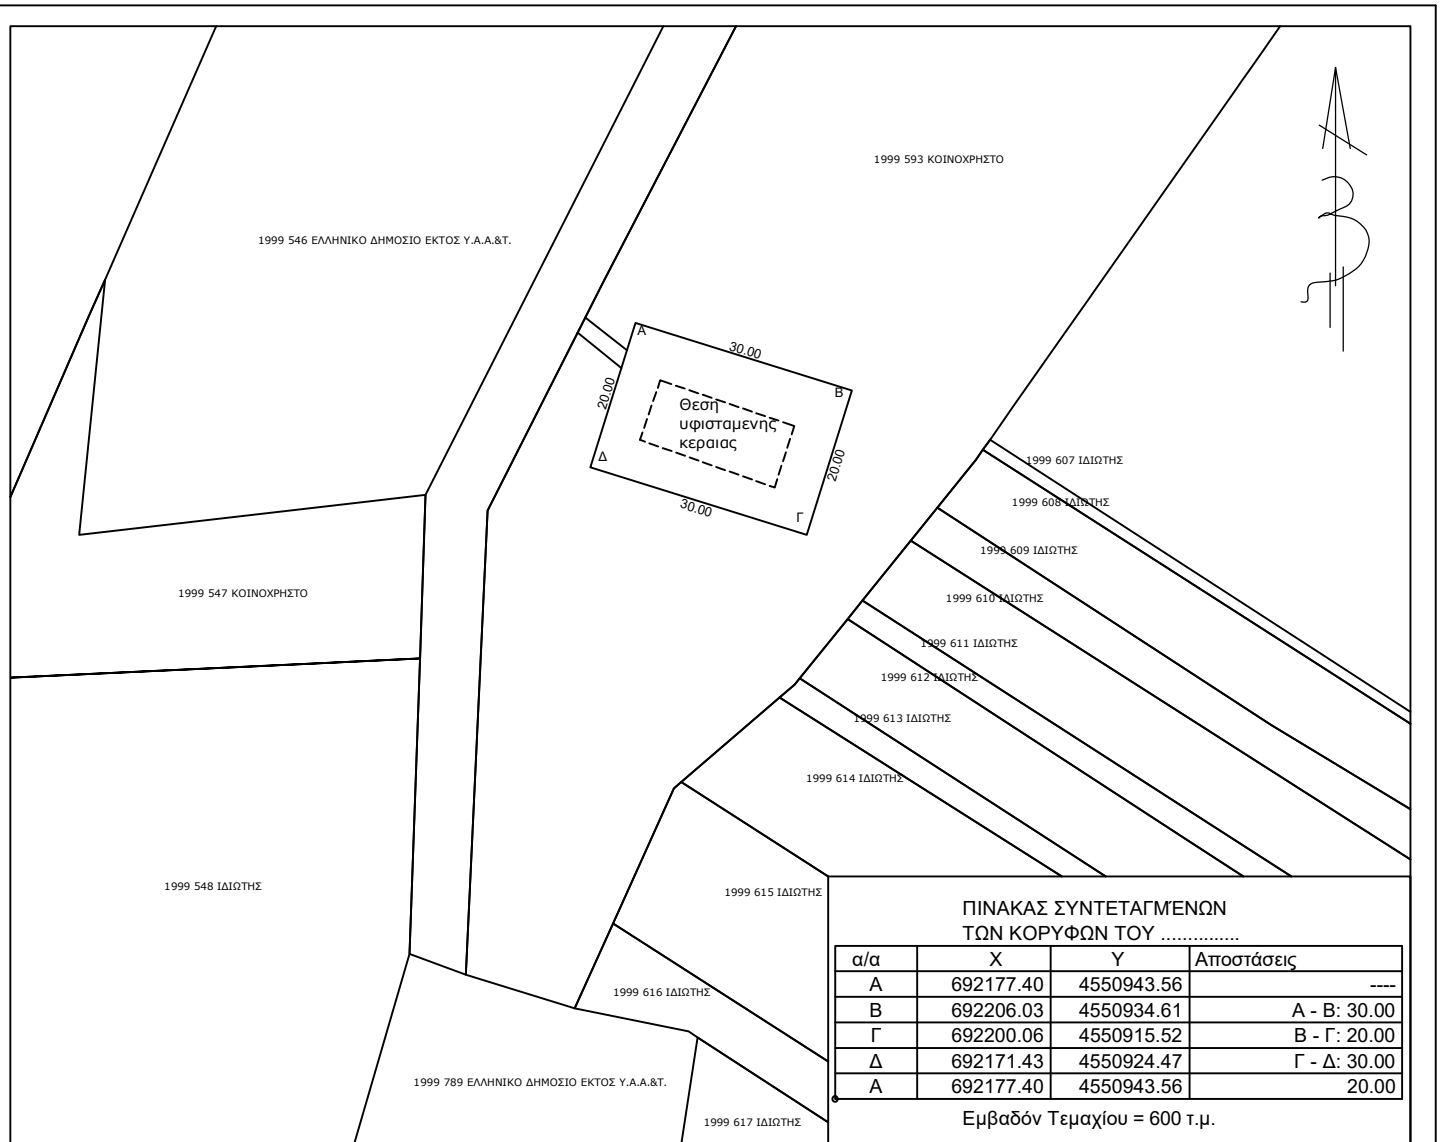 1999 593 ΚΟΙΝΟΧΡΗΣΤΟ
1999 546 ΕΛΛΗΝΙΚΟ ΔΗΜΟΣΙΟ ΕΚΤΟΣ Υ.Α.Α.&Τ.
Α
30.00
Β
20.00
Θεση
υφισταμενης
κεραιας
Δ
20.00
30.00
Γ
1999 607 ΙΔΙΩΤΗΣ
1999 608 ΙΔΙΩΤΗΣ
1999 609 ΙΔΙΩΤΗΣ
1999 547 ΚΟΙΝΟΧΡΗΣΤΟ
1999 610 ΙΔΙΩΤΗΣ
1999 611 ΙΔΙΩΤΗΣ
1999 612 ΙΔΙΩΤΗΣ
1999 613 ΙΔΙΩΤΗΣ
1999 614 ΙΔΙΩΤΗΣ
1999 548 ΙΔΙΩΤΗΣ
1999 615 ΙΔΙΩΤΗΣ
1999 616 ΙΔΙΩΤΗΣ
1999 789 ΕΛΛΗΝΙΚΟ ΔΗΜΟΣΙΟ ΕΚΤΟΣ Υ.Α.Α.&Τ.
1999 617 ΙΔΙΩΤΗΣ
ΠΙΝΑΚΑΣ ΣΥΝΤΕΤΑΓΜΈΝΩΝ
ΤΩΝ ΚΟΡΥΦΩΝ ΤΟΥ ...............
α/α X Y Αποστάσεις
Α 692177.40 4550943.56 ----
Β 692206.03 4550934.61 Α - Β: 30.00
Γ 692200.06 4550915.52 Β - Γ: 20.00
Δ 692171.43 4550924.47 Γ - Δ: 30.00
Α 692177.40 4550943.56 20.00
Εμβαδόν Τεμαχίου = 600 τ.μ.